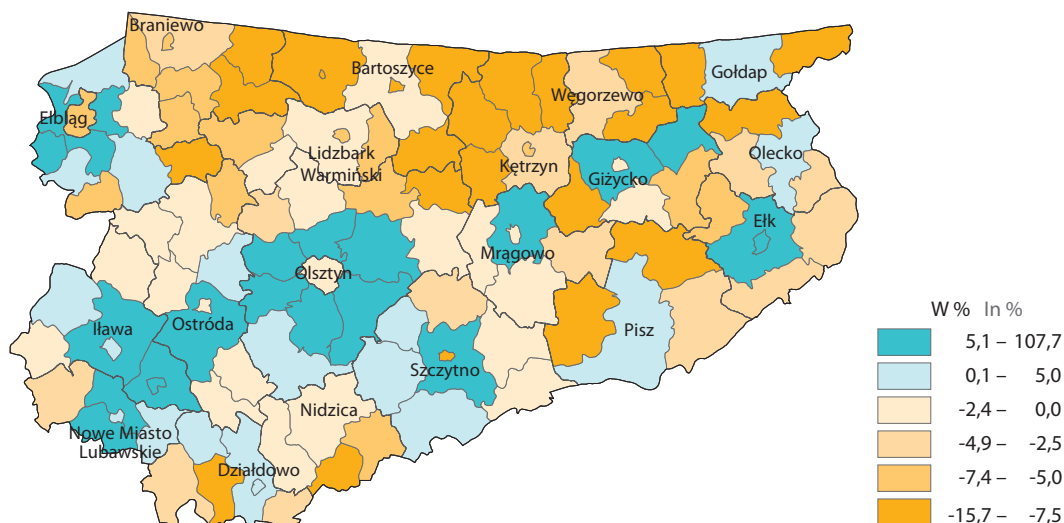 Braniewo
Bartoszyce
Gołdap
Węgorzewo
Elbląg
Lidzbark
Warmiński
Kętrzyn
Olecko
Giżycko
Ełk
Mrągowo
Olsztyn
Iława
Ostróda
Pisz
Szczytno
Nidzica
Nowe Miasto
Lubawskie
Działdowo
W % In %
5,1 – 107,7
0,1 – 5,0
-2,4 – 0,0
-4,9 – -2,5
-7,4 – -5,0
-15,7 – -7,5